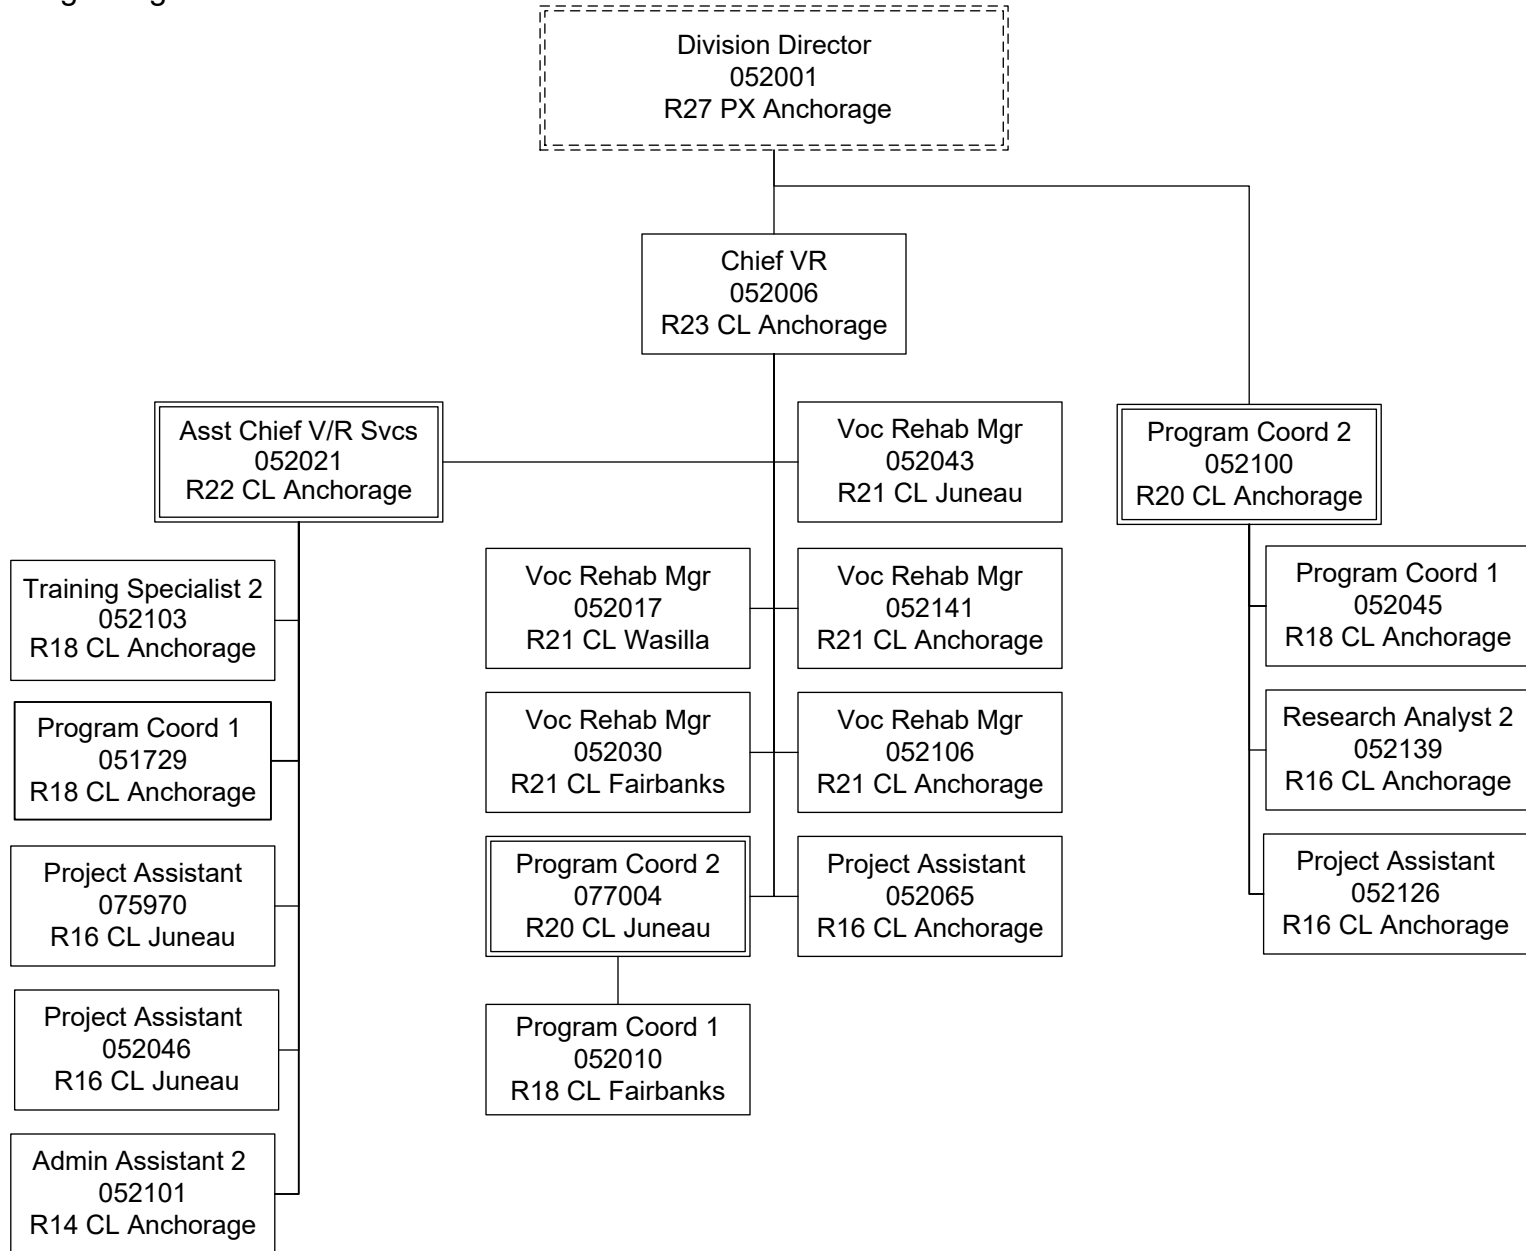 Division Director
052001
R27 PX Anchorage
Chief VR
052006
R23 CL Anchorage
Asst Chief V/R Svcs
052021
R22 CL Anchorage
Voc Rehab Mgr
052043
R21 CL Juneau
Program Coord 2
052100
R20 CL Anchorage
Training Specialist 2
052103
R18 CL Anchorage
Voc Rehab Mgr
052017
R21 CL Wasilla
Voc Rehab Mgr
052141
R21 CL Anchorage
Program Coord 1
052045
R18 CL Anchorage
Program Coord 1
051729
R18 CL Anchorage
Voc Rehab Mgr
052030
R21 CL Fairbanks
Voc Rehab Mgr
052106
R21 CL Anchorage
Research Analyst 2
052139
R16 CL Anchorage
Project Assistant
075970
R16 CL Juneau
Program Coord 2
077004
R20 CL Juneau
Project Assistant
052065
R16 CL Anchorage
Project Assistant
052126
R16 CL Anchorage
Project Assistant
052046
R16 CL Juneau
Program Coord 1
052010
R18 CL Fairbanks
Admin Assistant 2
052101
R14 CL Anchorage